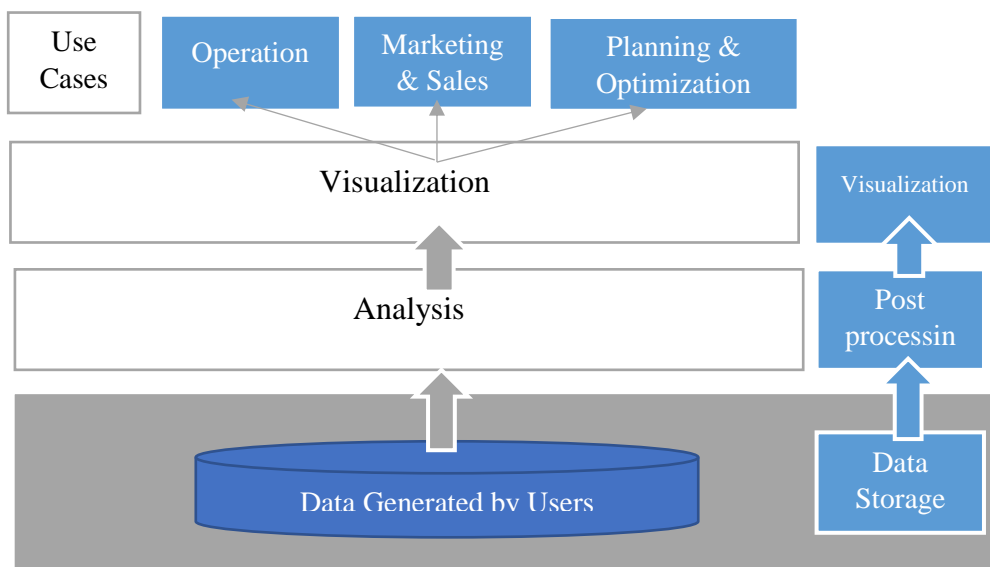 Use
Cases
Operation
Marketing
& Sales
Planning &
Optimization
Visualization
Visualization
Analysis
Post
processin
Data Generated by Users
Data
Storage